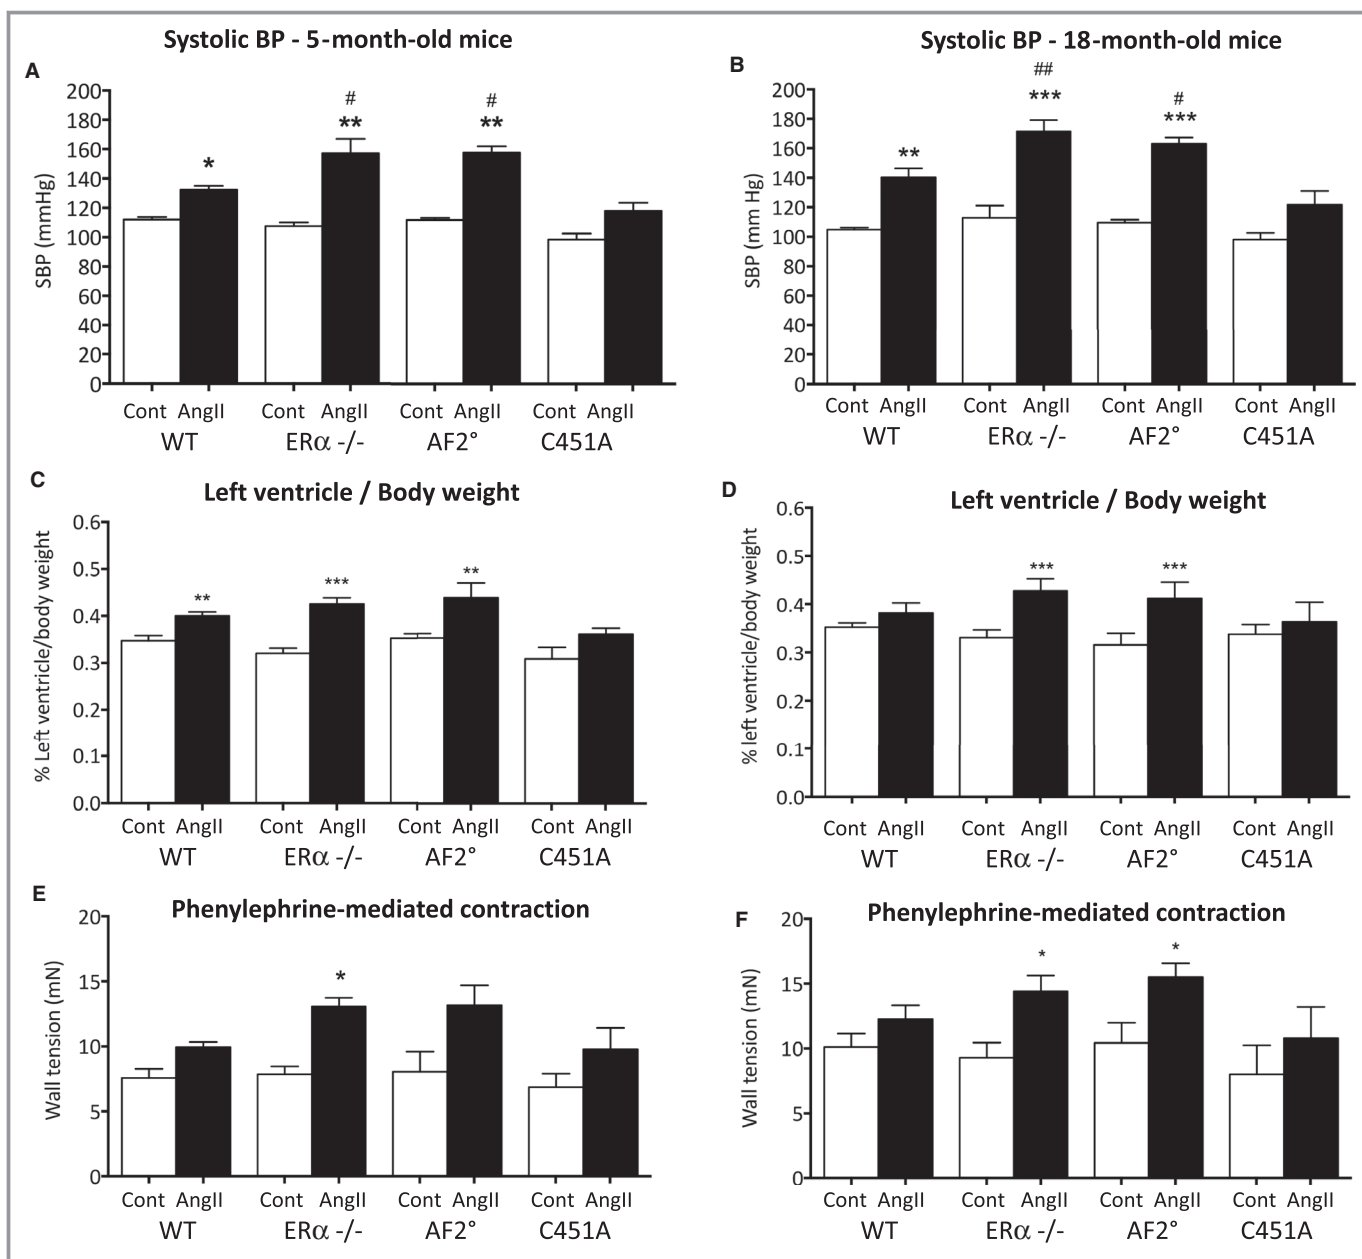 Systolic BP - 5-month-old mice
A
SBP (mmHg)
200
180
160
140
120
100
80
60
40
20
0
*
#
**
#
**
Cont AngII Cont AngII Cont AngII Cont AngII
WT ERα -/- AF2° C451A
Systolic BP - 18-month-old mice
B
SBP (mm Hg)
200
180
160
140
120
100
80
60
40
20
0
**
##
***
#
***
Cont AngII Cont AngII Cont AngII Cont AngII
WT ERα -/- AF2° C451A
C
Left ventricle / Body weight
% Left ventricle/body weight
0.6
0.5
0.4
0.3
0.2
0.1
0.0
** *** **
Cont AngII Cont AngII Cont AngII Cont AngII
WT ERα -/- AF2° C451A
D
Left ventricle / Body weight
% left ventricle/body weight
0.6
0.5
0.4
0.3
0.2
0.1
0.0
*** ***
Cont AngII Cont AngII Cont AngII Cont AngII
WT ERα -/- AF2° C451A
E
Phenylephrine-mediated contraction
Wall tension (mN)
20
15
10
5
0
*
Cont AngII Cont AngII Cont AngII Cont AngII
WT ERα -/- AF2° C451A
F
Phenylephrine-mediated contraction
Wall tension (mN)
20
15
10
5
0
* *
Cont AngII Cont AngII Cont AngII Cont AngII
WT ERα -/- AF2° C451A